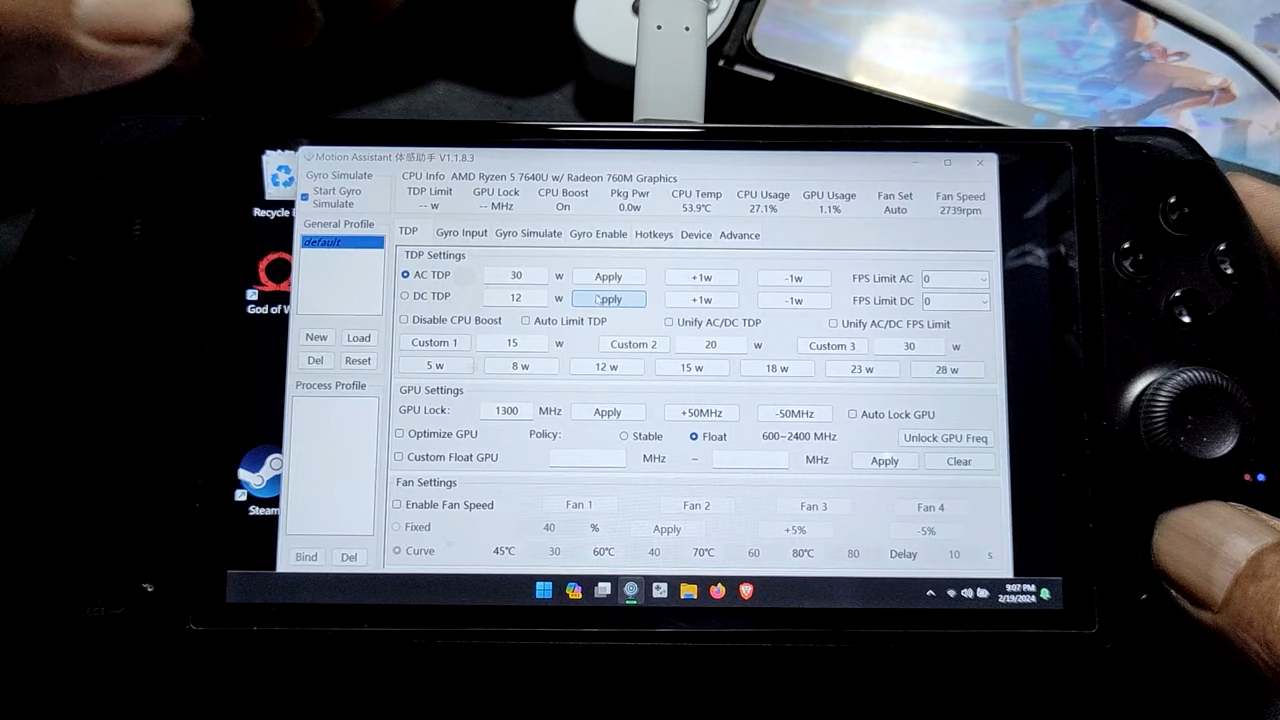 Motion Assistant 体感助手 V1.1.8.3
Gyro Simulate
Start Gyro
Simulate
CPU Info AMD Ryzen 5 7640U w/ Radeon 760M Graphics
TDP Limit GPU Lock CPU Boost Pkg Pwr CPU Temp CPU Usage GPU Usage Fan Set Fan Speed
-- w -- MHz On 0.0w 53.9℃ 27.1% 1.1% Auto 2739rpm
General Profile
default
TDP Gyro Input Gyro Simulate Gyro Enable Hotkeys Device Advance
TDP Settings
AC TDP 30 w Apply +1w -1w FPS Limit AC 0
DC TDP 12 w Apply +1w -1w FPS Limit DC 0
Disable CPU Boost Auto Limit TDP Unify AC/DC TDP Unify AC/DC FPS Limit
Custom 1 15 w Custom 2 20 w Custom 3 30 w
5 w 8 w 12 w 15 w 18 w 23 w 28 w
New Load
Del Reset
Process Profile
GPU Settings
GPU Lock: 1300 MHz Apply +50MHz -50MHz Auto Lock GPU
Optimize GPU Policy: Stable Float 600~2400 MHz Unlock GPU Freq
Custom Float GPU MHz – MHz Apply Clear
Fan Settings
Enable Fan Speed Fan 1 Fan 2 Fan 3 Fan 4
Fixed 40 % Apply +5% -5%
Curve 45℃ 30 60℃ 40 70℃ 60 80℃ 80 Delay 10 s
Bind Del
Recycle
God of
Steam
9:07 PM
2/19/2024